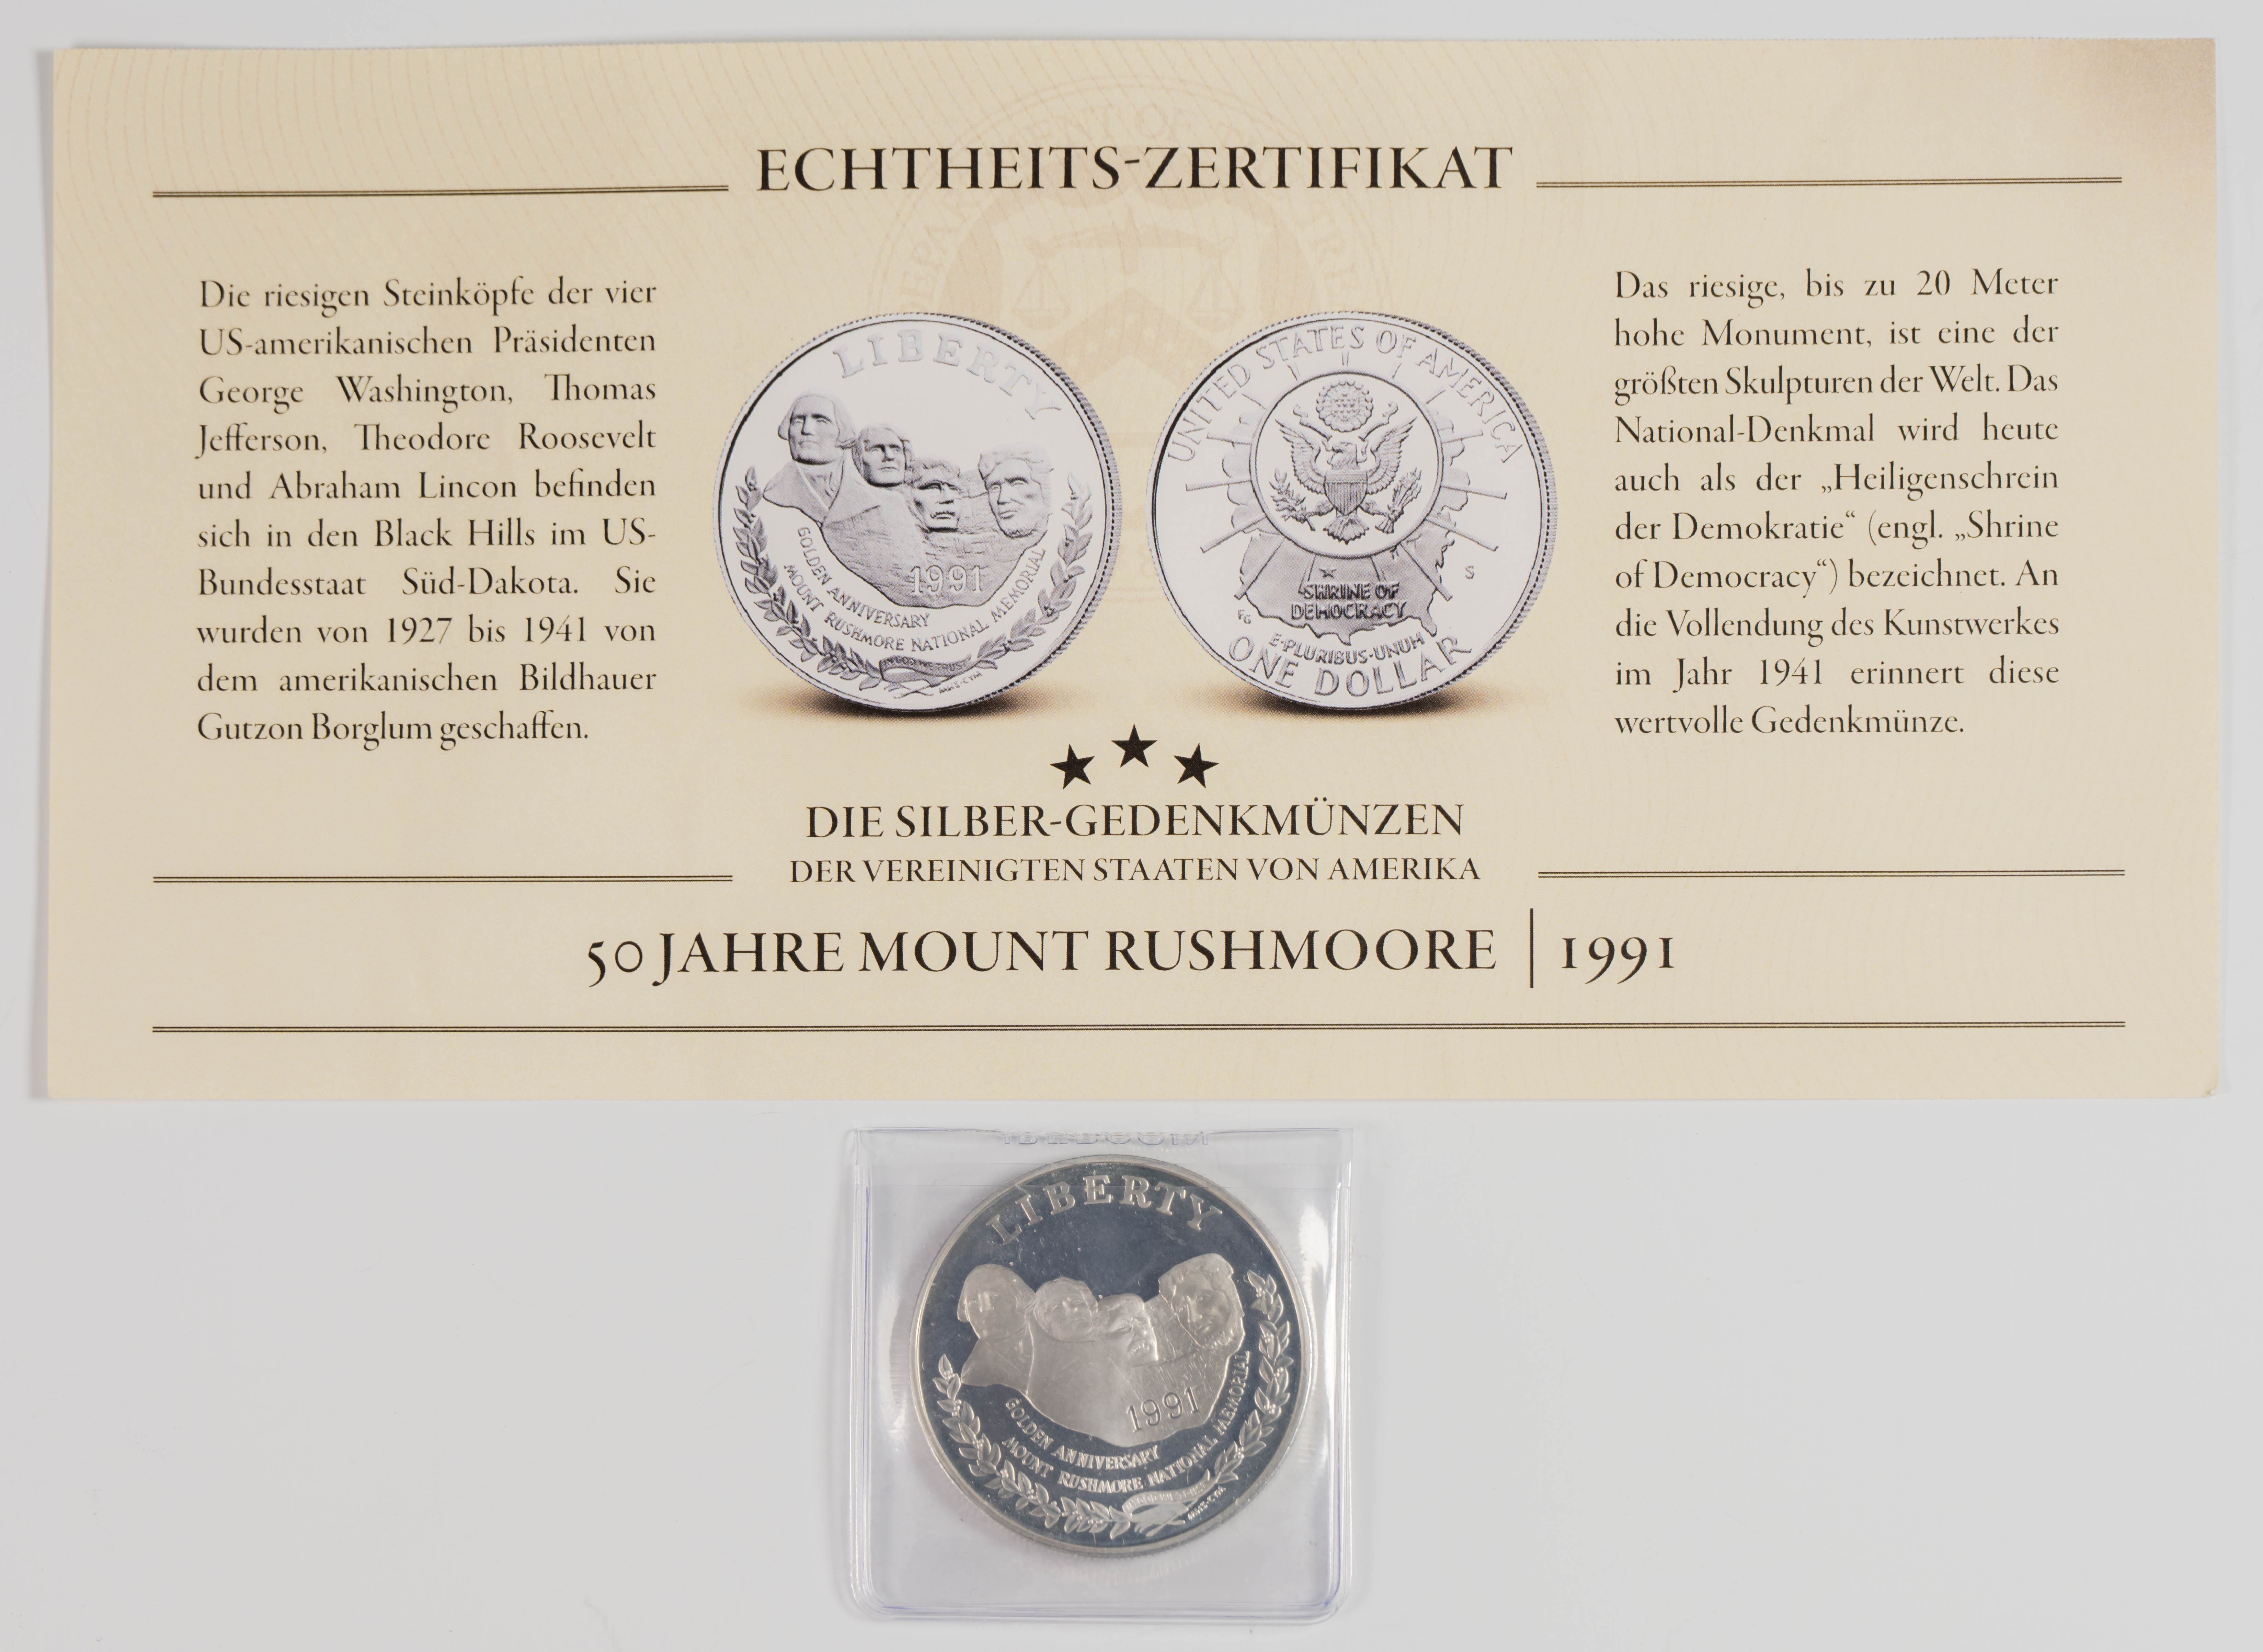 ECHTHEITS-ZERTIFIKAT
Die riesigen Steinköpfe der vier
US-amerikanischen Präsidenten
George Washington, Thomas
Jefferson, Theodore Roosevelt
und Abraham Lincon befinden
sich in den Black Hills im US-
Bundesstaat Süd-Dakota. Sie
wurden von 1927 bis 1941 von
dem amerikanischen Bildhauer
Gutzon Borglum geschaffen.
LIBERTY
1991
GOLDEN ANNIVERSARY
MOUNT RUSHMORE NATIONAL MEMORIAL
IN GOD WE TRUST
UNITED STATES OF AMERICA
S
SHRINE OF
DEMOCRACY
FG
E·PLURIBUS·UNUM
ONE DOLLAR
Das riesige, bis zu 20 Meter
hohe Monument, ist eine der
größten Skulpturen der Welt. Das
National-Denkmal wird heute
auch als der „Heiligenschrein
der Demokratie“ (engl. „Shrine
of Democracy“) bezeichnet. An
die Vollendung des Kunstwerkes
im Jahr 1941 erinnert diese
wertvolle Gedenkmünze.
DIE SILBER-GEDENKMÜNZEN
DER VEREINIGTEN STAATEN VON AMERIKA
50 JAHRE MOUNT RUSHMOORE | 1991
LIBERTY
1991
GOLDEN ANNIVERSARY
MOUNT RUSHMORE NATIONAL MEMORIAL